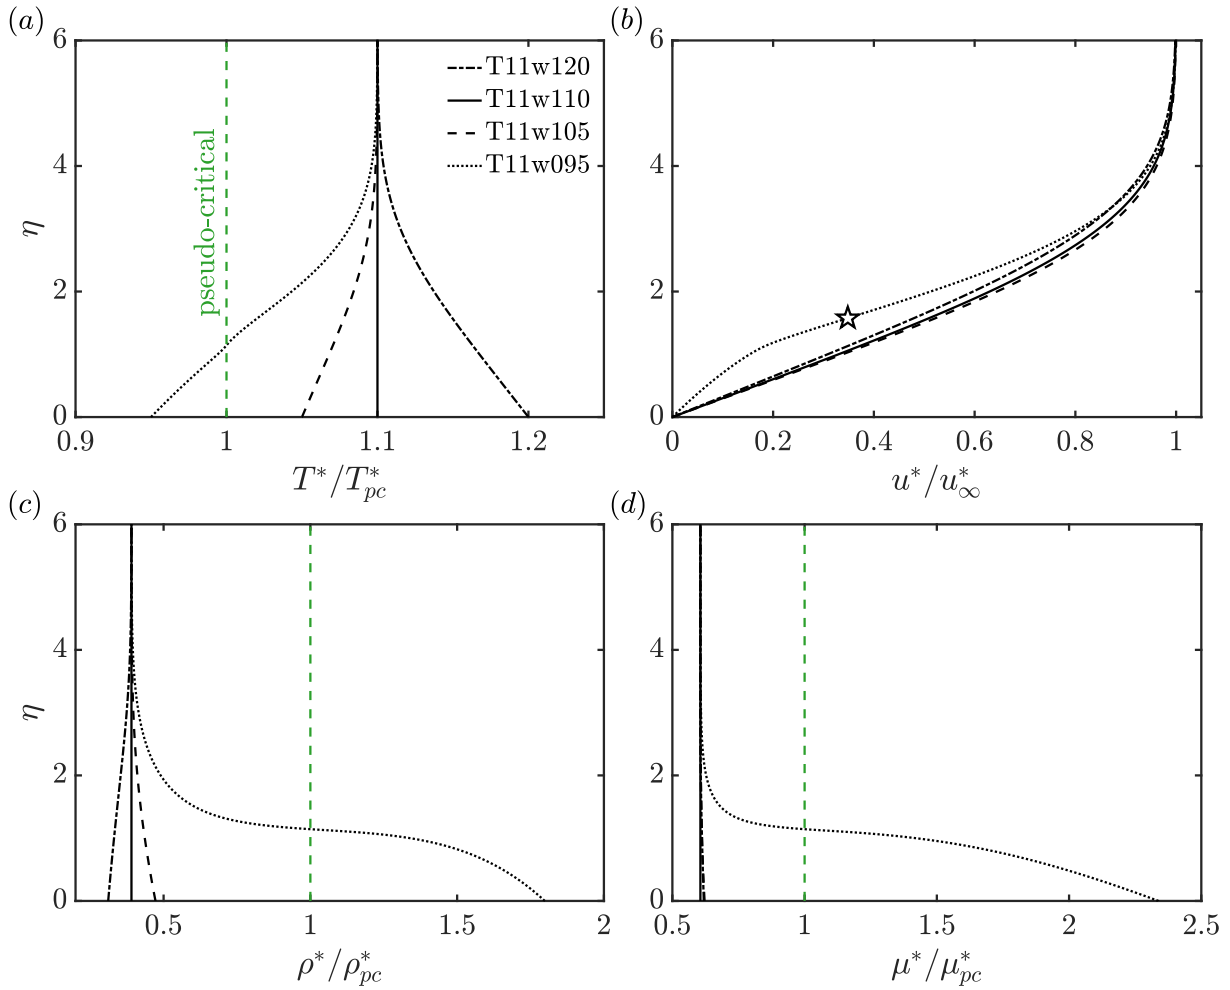 (a)
6
4
2
0
η
0.9
1
1.1
1.2
T*/T*pc
pseudo-critical
T11w120
T11w110
T11w105
T11w095
(b)
6
4
2
0
0
0.2
0.4
0.6
0.8
1
u*/u*∞
(c)
6
4
2
0
η
0.5
1
1.5
2
ρ*/ρ*pc
(d)
6
4
2
0
0.5
1
1.5
2
2.5
μ*/μ*pc